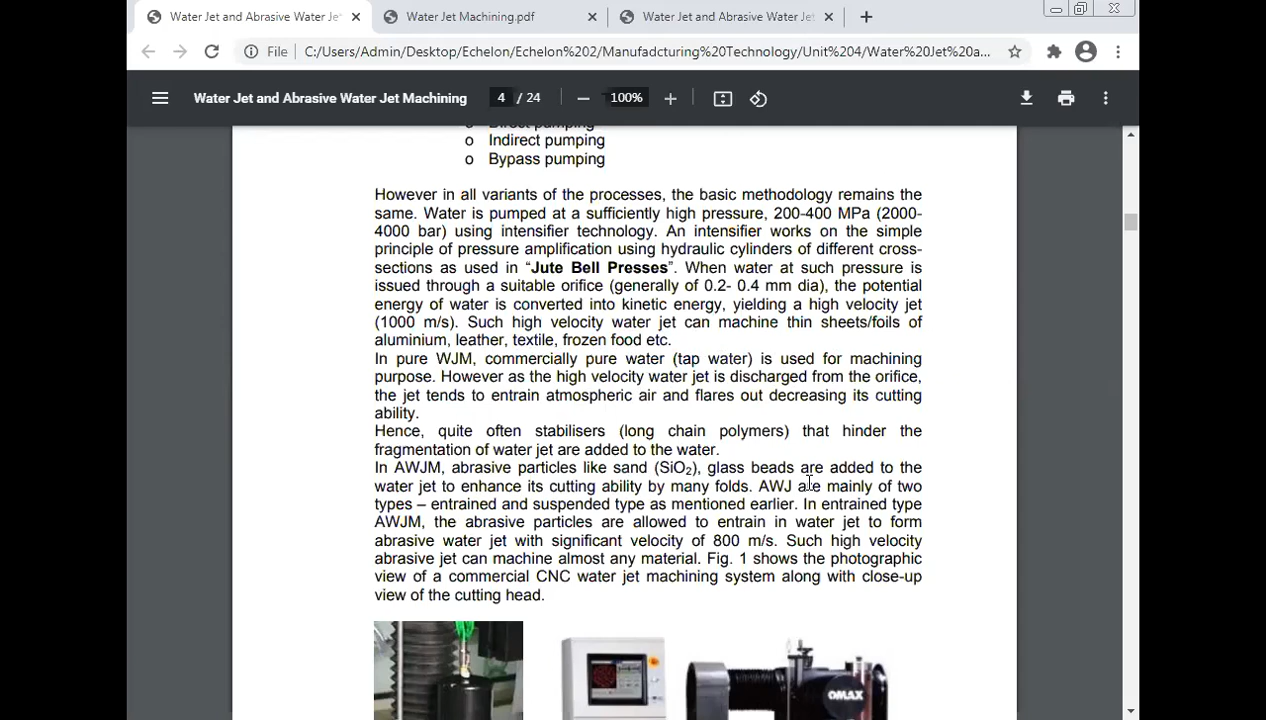 Water Jet and Abrasive Water Je
Water Jet Machining.pdf
Water Jet and Abrasive Water Jet
File C:/Users/Admin/Desktop/Echelon/Echelon%202/Manufadcturing%20Technology/Unit%204/Water%20Jet%20a...
Water Jet and Abrasive Water Jet Machining 4 / 24 100%
o Direct pumping
o Indirect pumping
o Bypass pumping
However in all variants of the processes, the basic methodology remains the
same. Water is pumped at a sufficiently high pressure, 200-400 MPa (2000-
4000 bar) using intensifier technology. An intensifier works on the simple
principle of pressure amplification using hydraulic cylinders of different cross-
sections as used in “Jute Bell Presses”. When water at such pressure is
issued through a suitable orifice (generally of 0.2- 0.4 mm dia), the potential
energy of water is converted into kinetic energy, yielding a high velocity jet
(1000 m/s). Such high velocity water jet can machine thin sheets/foils of
aluminium, leather, textile, frozen food etc.
In pure WJM, commercially pure water (tap water) is used for machining
purpose. However as the high velocity water jet is discharged from the orifice,
the jet tends to entrain atmospheric air and flares out decreasing its cutting
ability.
Hence, quite often stabilisers (long chain polymers) that hinder the
fragmentation of water jet are added to the water.
In AWJM, abrasive particles like sand (SiO₂), glass beads are added to the
water jet to enhance its cutting ability by many folds. AWJ are mainly of two
types – entrained and suspended type as mentioned earlier. In entrained type
AWJM, the abrasive particles are allowed to entrain in water jet to form
abrasive water jet with significant velocity of 800 m/s. Such high velocity
abrasive jet can machine almost any material. Fig. 1 shows the photographic
view of a commercial CNC water jet machining system along with close-up
view of the cutting head.
OMAX